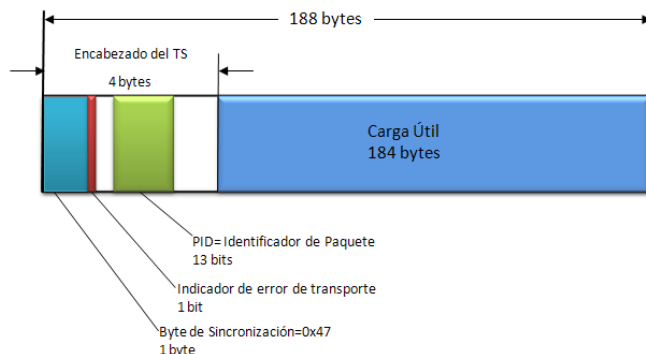 188 bytes
Encabezado del TS
4 bytes
Carga Útil
184 bytes
PID= Identificador de Paquete
13 bits
Indicador de error de transporte
1 bit
Byte de Sincronización=0x47
1 byte